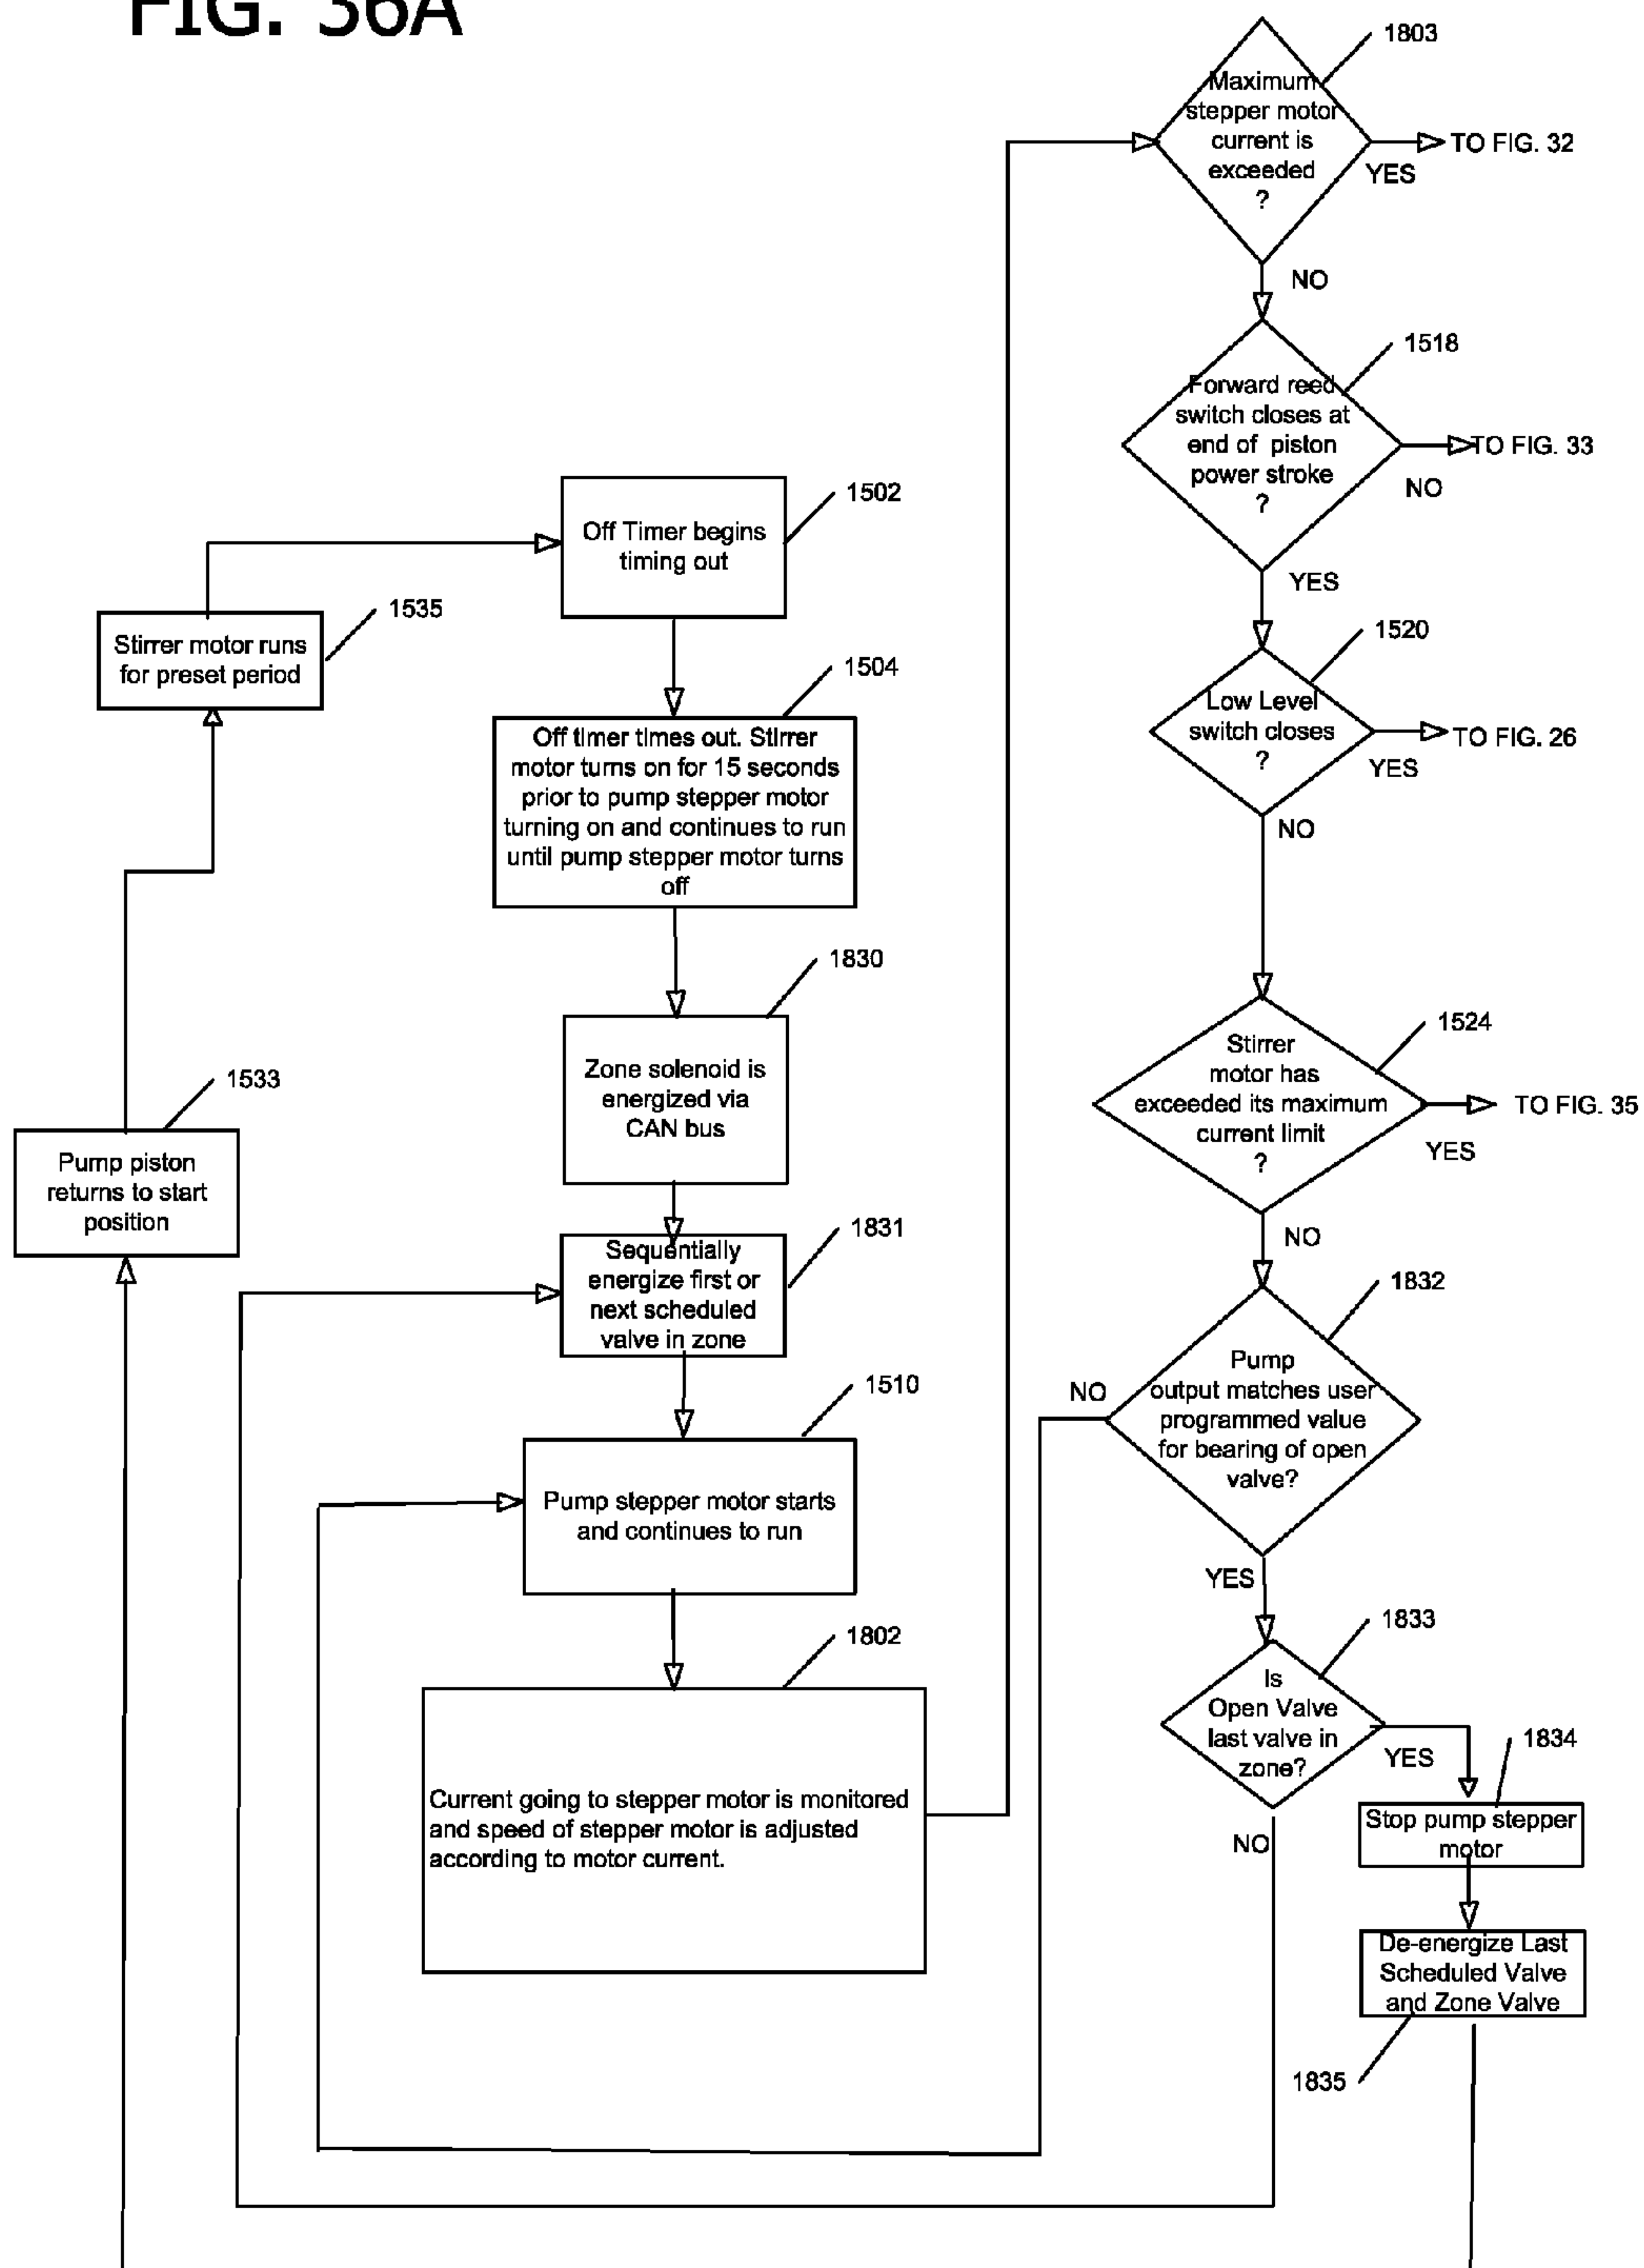 FIG. 36A
1803
Maximum
stepper motor
current is
exceeded
?
TO FIG. 32
YES
NO
1518
Forward reed
switch closes at
end of piston
power stroke
?
TO FIG. 33
NO
YES
1502
Off Timer begins
timing out
1535
Stirrer motor runs
for preset period
1520
Low Level
switch closes
?
TO FIG. 26
YES
NO
1504
Off timer times out. Stirrer
motor turns on for 15 seconds
prior to pump stepper motor
turning on and continues to run
until pump stepper motor turns
off
1830
Zone solenoid is
energized via
CAN bus
1524
Stirrer
motor has
exceeded its maximum
current limit
?
TO FIG. 35
YES
NO
1533
Pump piston
returns to start
position
1831
Sequentially
energize first or
next scheduled
valve in zone
1832
Pump
output matches user
programmed value
for bearing of open
valve?
NO
YES
1510
Pump stepper motor starts
and continues to run
1802
Current going to stepper motor is monitored
and speed of stepper motor is adjusted
according to motor current.
1833
Is
Open Valve
last valve in
zone?
YES
NO
1834
Stop pump stepper
motor
De-energize Last
Scheduled Valve
and Zone Valve
1835